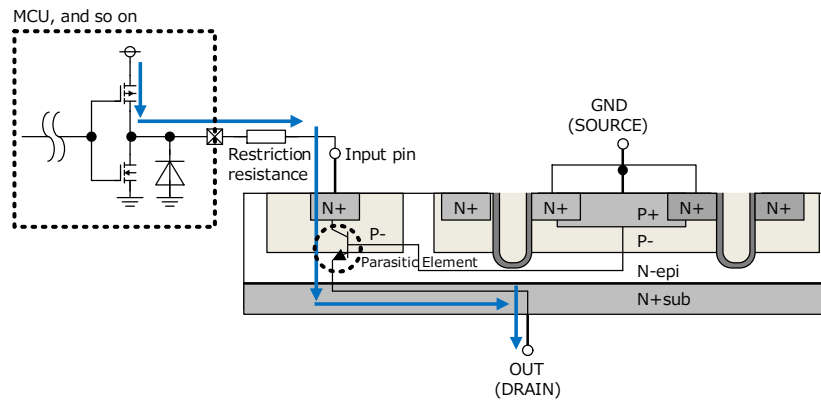 MCU, and so on
Restriction
resistance
Input pin
GND
(SOURCE)
N+
N+
N+
P+
N+
N+
P-
P-
Parasitic Element
N-epi
N+sub
OUT
(DRAIN)